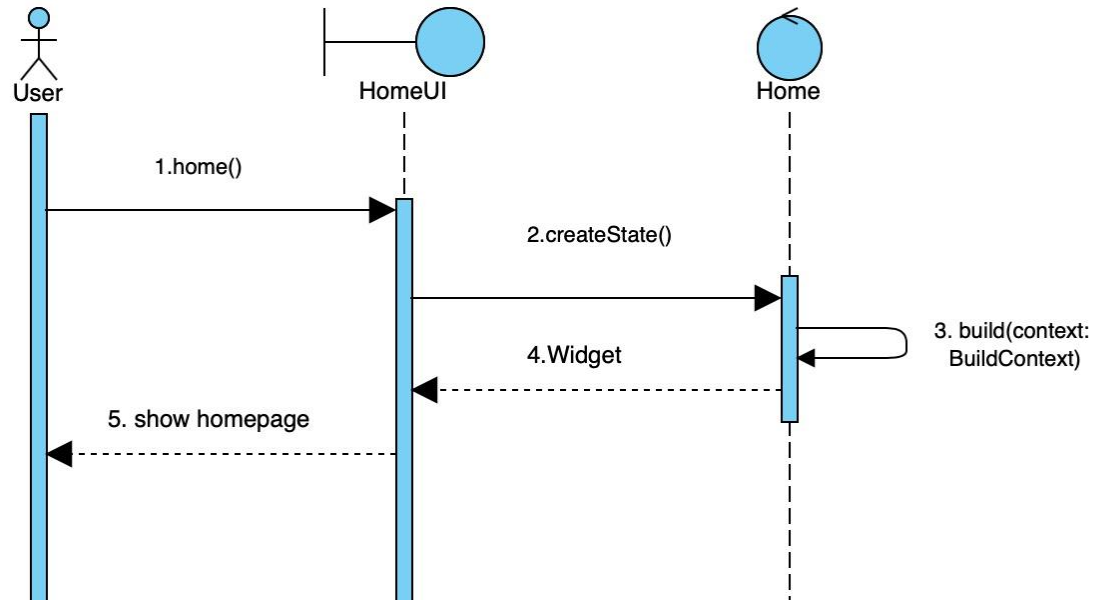 User
HomeUI
Home
1.home()
2.createState()
3. build(context:
BuildContext)
4.Widget
5. show homepage